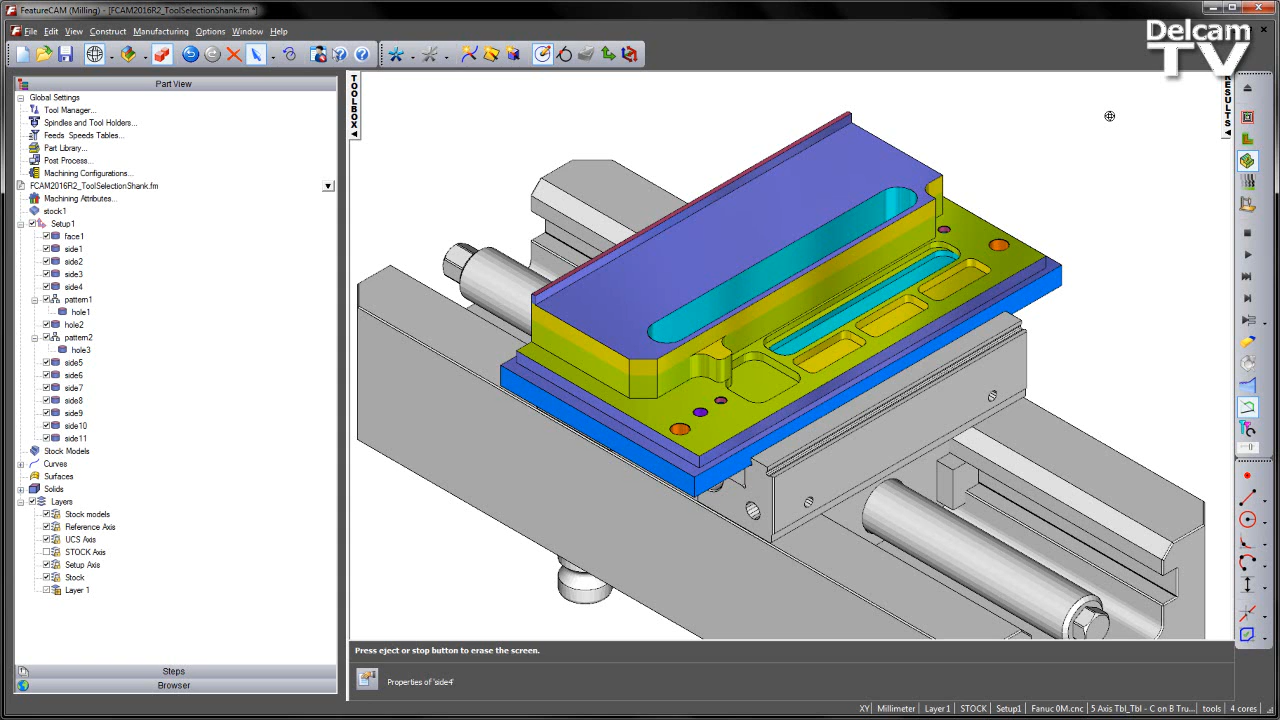 FeatureCAM (Milling) - [FCAM2016R2_ToolSelectionShank.fm *]
File Edit View Construct Manufacturing Options Window Help
Delcam
TV
Part View
Global Settings
Tool Manager...
Spindles and Tool Holders...
Feeds Speeds Tables...
Part Library...
Post Process...
Machining Configurations...
FCAM2016R2_ToolSelectionShank.fm
Machining Attributes...
stock1
Setup1
face1
side1
side2
side3
side4
pattern1
hole1
hole2
pattern2
hole3
side5
side6
side7
side8
side9
side10
side11
Stock Models
Curves
Surfaces
Solids
Layers
Stock models
Reference Axis
UCS Axis
STOCK Axis
Setup Axis
Stock
Layer 1
Steps
Browser
TOOLBOX
RESULTS
Press eject or stop button to erase the screen.
Properties of 'side4'
XY Millimeter Layer1 STOCK Setup1 Fanuc 0M.cnc 5 Axis Tbl_Tbl - C on B Tru... tools 4 cores